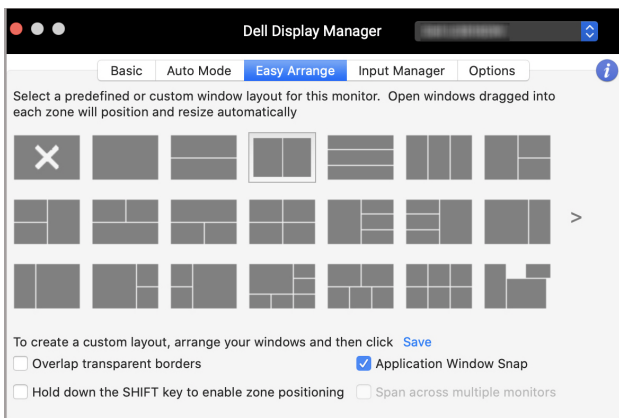 Dell Display Manager
Basic Auto Mode Easy Arrange Input Manager Options
Select a predefined or custom window layout for this monitor.  Open windows dragged into
each zone will position and resize automatically
To create a custom layout, arrange your windows and then click Save
Overlap transparent borders Application Window Snap
Hold down the SHIFT key to enable zone positioning Span across multiple monitors